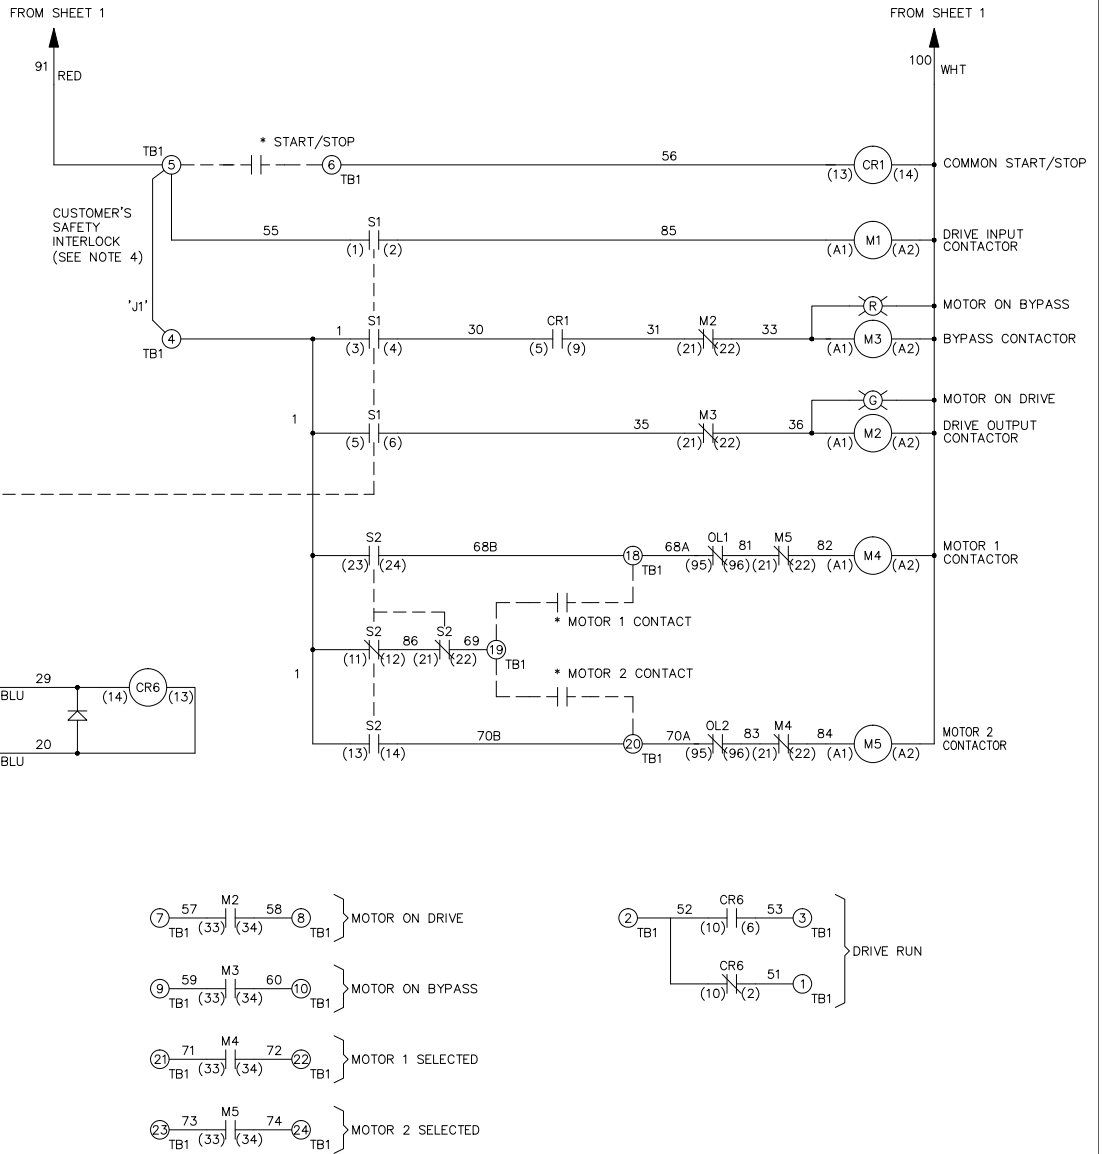 FROM SHEET 1
FROM SHEET 1
91
RED
100
WHT
* START/STOP
TB1
5
6
TB1
56
CR1
(13)
(14)
COMMON START/STOP
CUSTOMER'S
SAFETY
INTERLOCK
(SEE NOTE 4)
55
S1
(1)
(2)
85
M1
(A1)
(A2)
DRIVE INPUT
CONTACTOR
'J1'
R
MOTOR ON BYPASS
4
TB1
1
S1
(3)
(4)
30
CR1
(5)
(9)
31
M2
(21)
(22)
33
M3
(A1)
(A2)
BYPASS CONTACTOR
G
MOTOR ON DRIVE
1
S1
(5)
(6)
35
M3
(21)
(22)
36
M2
(A1)
(A2)
DRIVE OUTPUT
CONTACTOR
S2
(23)
(24)
68B
18
TB1
68A
OL1
(95)
(96)
81
M5
(21)
(22)
82
M4
(A1)
(A2)
MOTOR 1
CONTACTOR
* MOTOR 1 CONTACT
S2
(11)
(12)
86
S2
(21)
(22)
69
19
TB1
* MOTOR 2 CONTACT
1
29
BLU
(14)
CR6
(13)
20
BLU
S2
(13)
(14)
70B
20
TB1
70A
OL2
(95)
(96)
83
M4
(21)
(22)
84
M5
(A1)
(A2)
MOTOR 2
CONTACTOR
7
TB1
57
M2
(33)
(34)
58
8
TB1
MOTOR ON DRIVE
2
TB1
52
CR6
(10)
(6)
53
3
TB1
DRIVE RUN
9
TB1
59
M3
(33)
(34)
60
10
TB1
MOTOR ON BYPASS
CR6
(10)
(2)
51
1
TB1
21
TB1
71
M4
(33)
(34)
72
22
TB1
MOTOR 1 SELECTED
23
TB1
73
M5
(33)
(34)
74
24
TB1
MOTOR 2 SELECTED